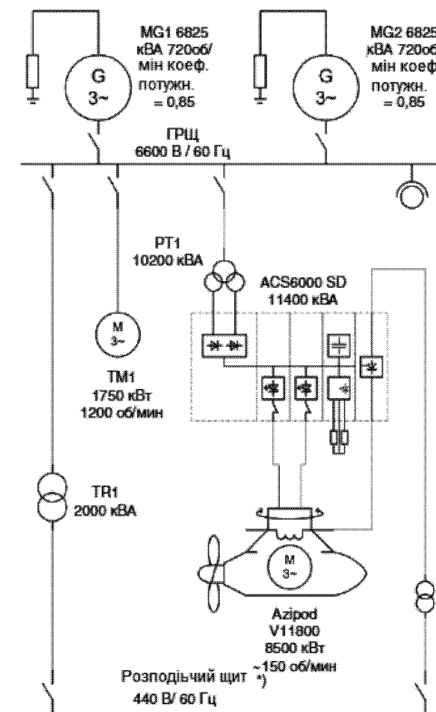 MG1 6825
кВА 720об/
мін коеф.
потужн.
= 0,85
G
3~
MG2 6825
кВА 720об/
мін коеф.
потужн.
= 0,85
G
3~
ГРЩ
6600 В / 60 Гц
PT1
10200 кВА
ACS6000 SD
11400 кВА
M
3~
TM1
1750 кВт
1200 об/мин
TR1
2000 кВА
M
3~
Azipod
V11800
8500 кВт
~150 об/мин
Розподьчий щит *)
440 В/ 60 Гц